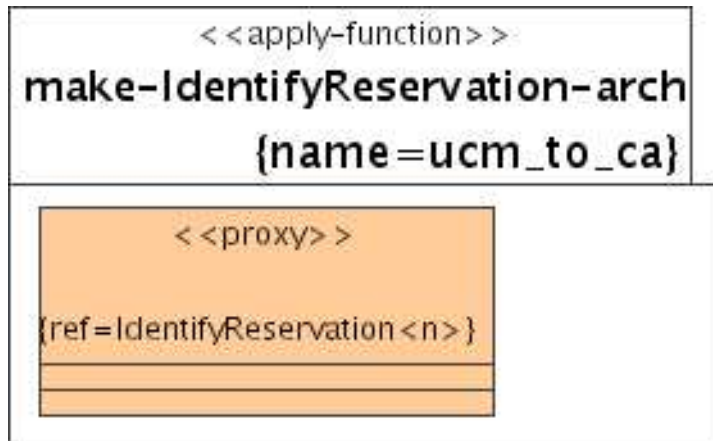 <<apply-function>>
make-IdentifyReservation-arch
{name=ucm_to_ca}
<<proxy>>
{ref=IdentifyReservation<n>}